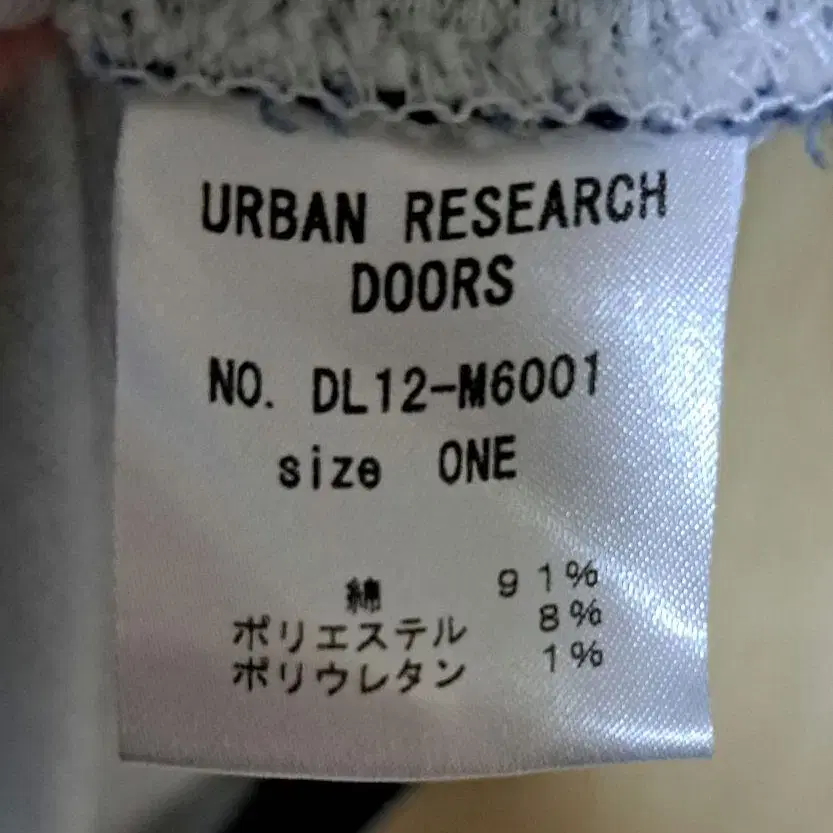 URBAN RESEARCH
DOORS
NO. DL12-M6001
size ONE
綿 91%
ポリエステル 8%
ポリウレタン 1%